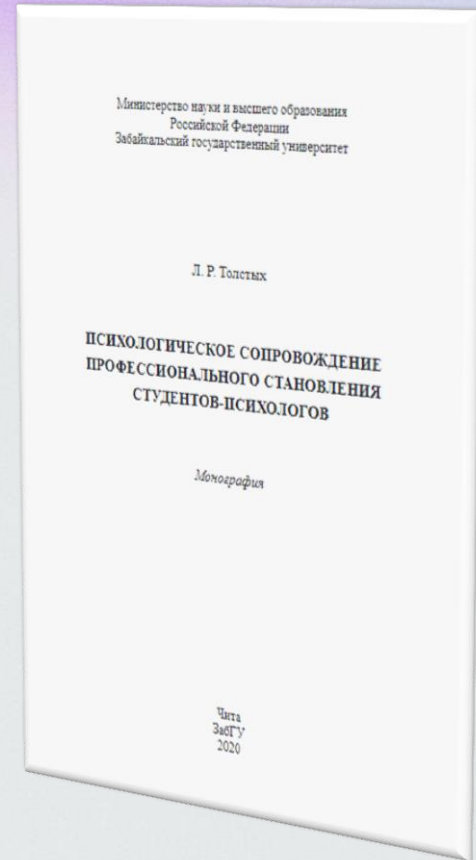 Министерство науки и высшего образования
Российской Федерации
Забайкальский государственный университет
Л. Р. Толстых
ПСИХОЛОГИЧЕСКОЕ СОПРОВОЖДЕНИЕ
ПРОФЕССИОНАЛЬНОГО СТАНОВЛЕНИЯ
СТУДЕНТОВ-ПСИХОЛОГОВ
Монография
Чита
ЗабГУ
2020